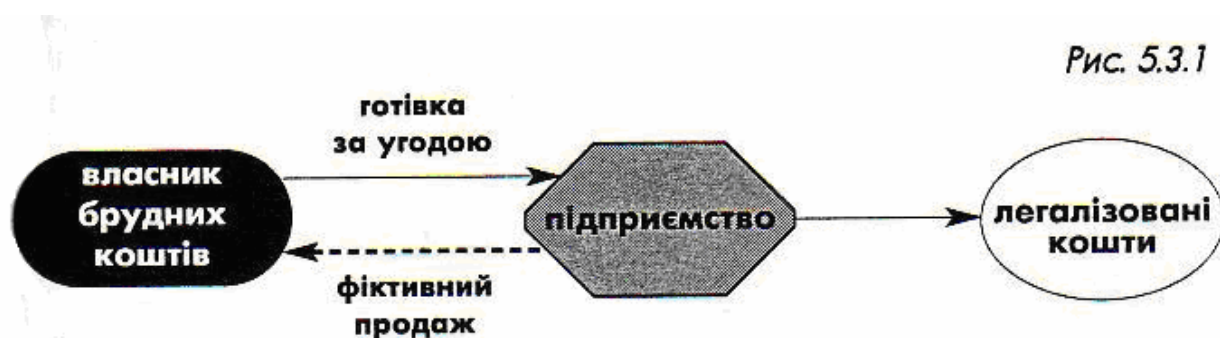 Рис. 5.3.1
готівка
за угодою
власник
брудних
коштів
підприємство
легалізовані
кошти
фіктивний
продаж